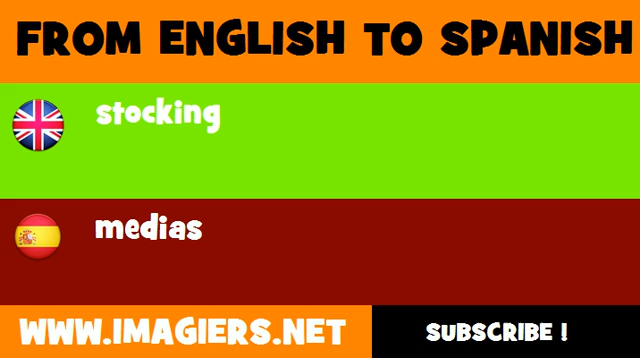 FROM ENGLISH TO SPANISH
stocking
medias
WWW.IMAGIERS.NET
SUBSCRIBE !